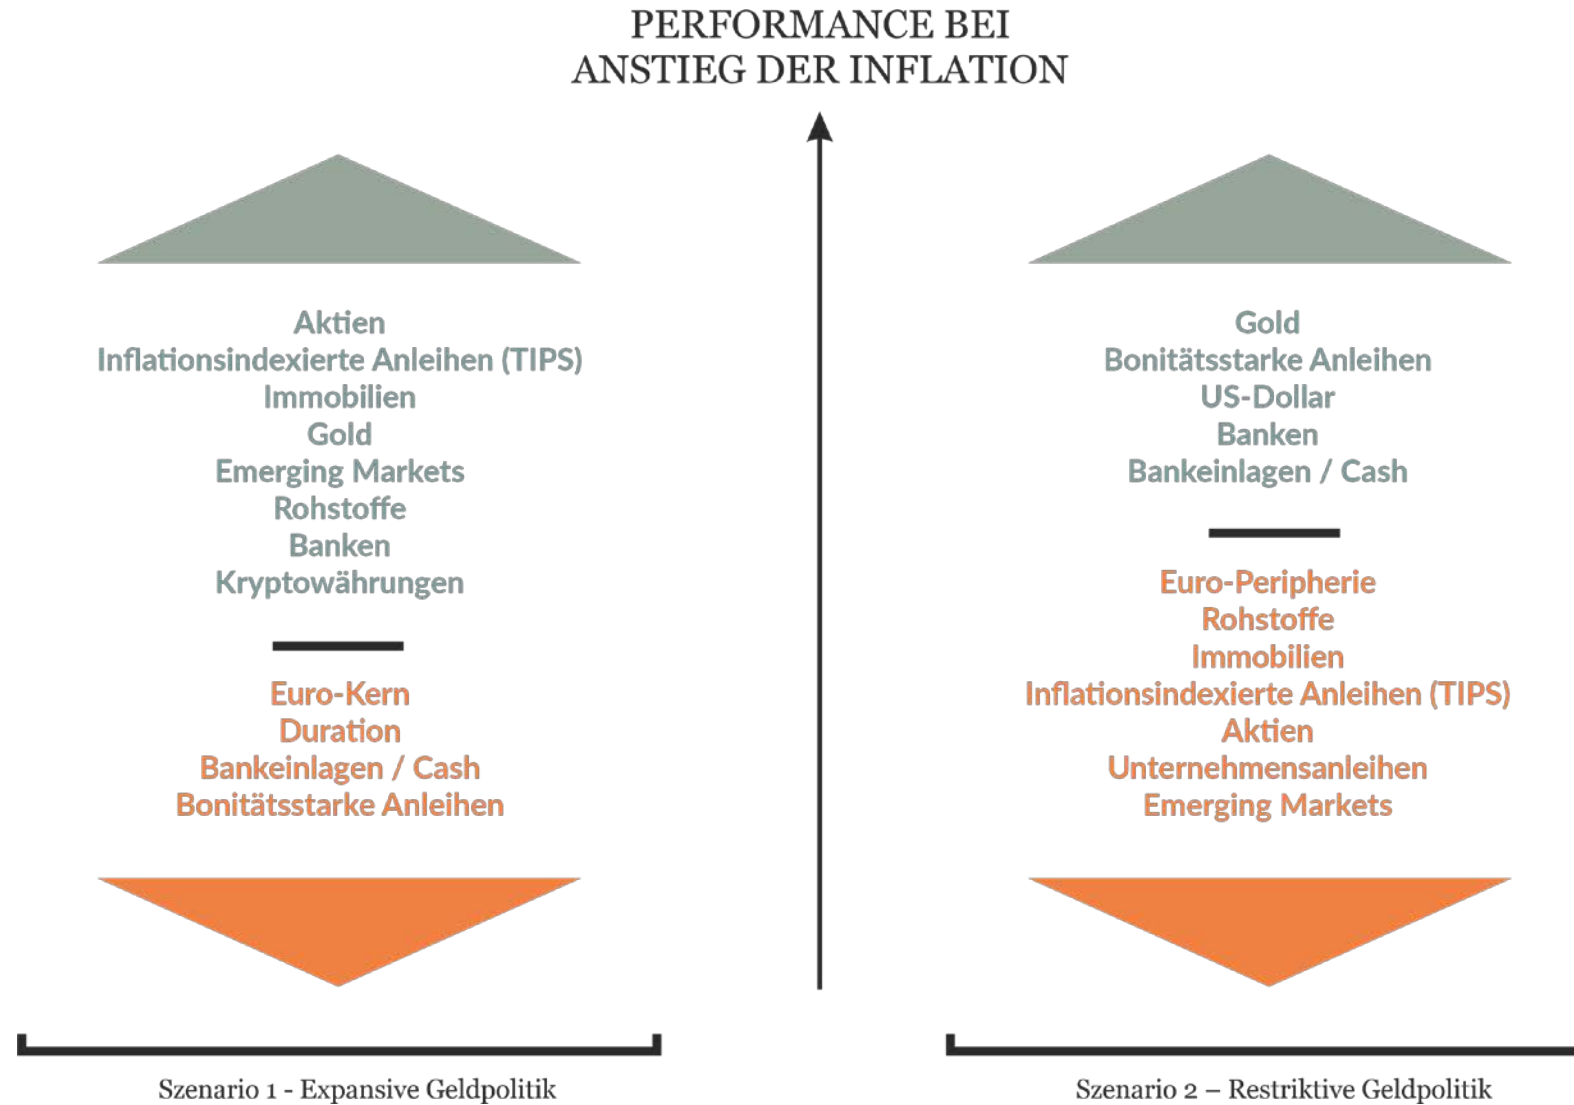 PERFORMANCE BEI
ANSTIEG DER INFLATION
Aktien
Inflationsindexierte Anleihen (TIPS)
Immobilien
Gold
Emerging Markets
Rohstoffe
Banken
Kryptowährungen
Euro-Kern
Duration
Bankeinlagen / Cash
Bonitätsstarke Anleihen
Szenario 1 - Expansive Geldpolitik
Gold
Bonitätsstarke Anleihen
US-Dollar
Banken
Bankeinlagen / Cash
Euro-Peripherie
Rohstoffe
Immobilien
Inflationsindexierte Anleihen (TIPS)
Aktien
Unternehmensanleihen
Emerging Markets
Szenario 2 – Restriktive Geldpolitik